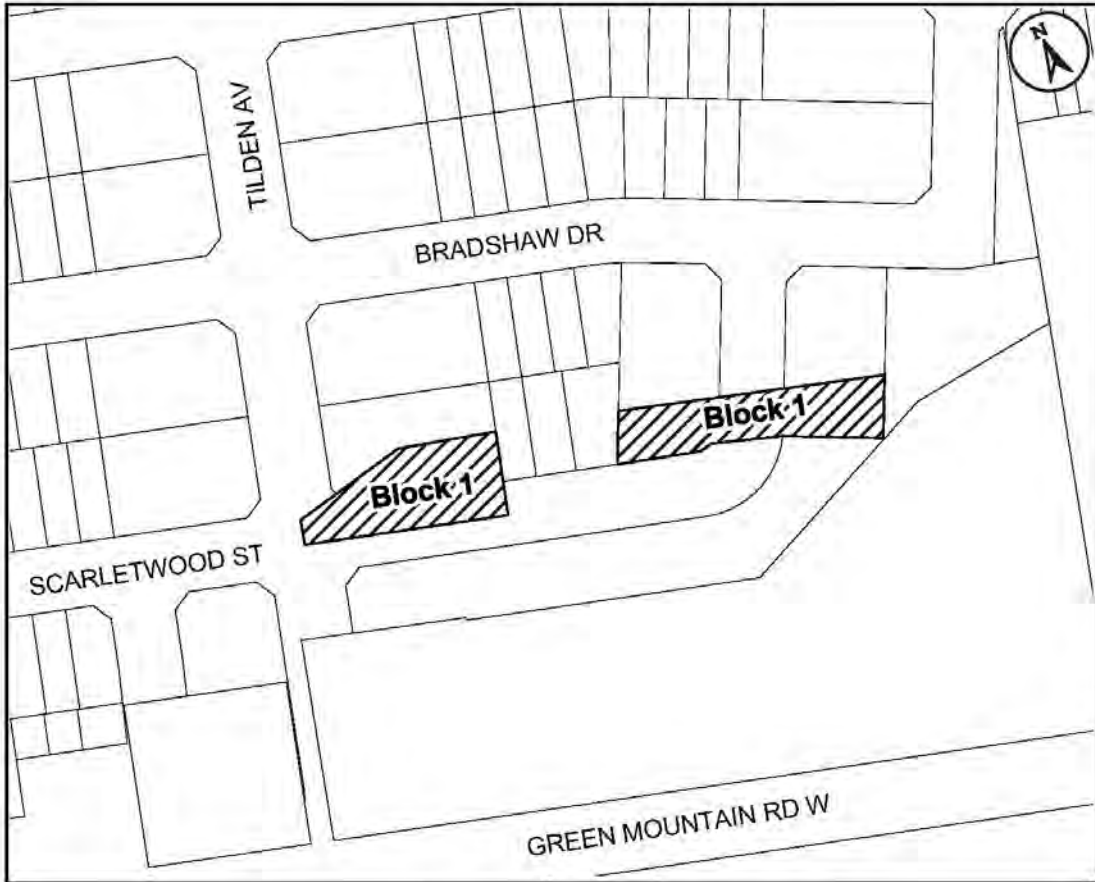 N
TILDEN AV
BRADSHAW DR
Block 1
Block 1
SCARLETWOOD ST
GREEN MOUNTAIN RD W